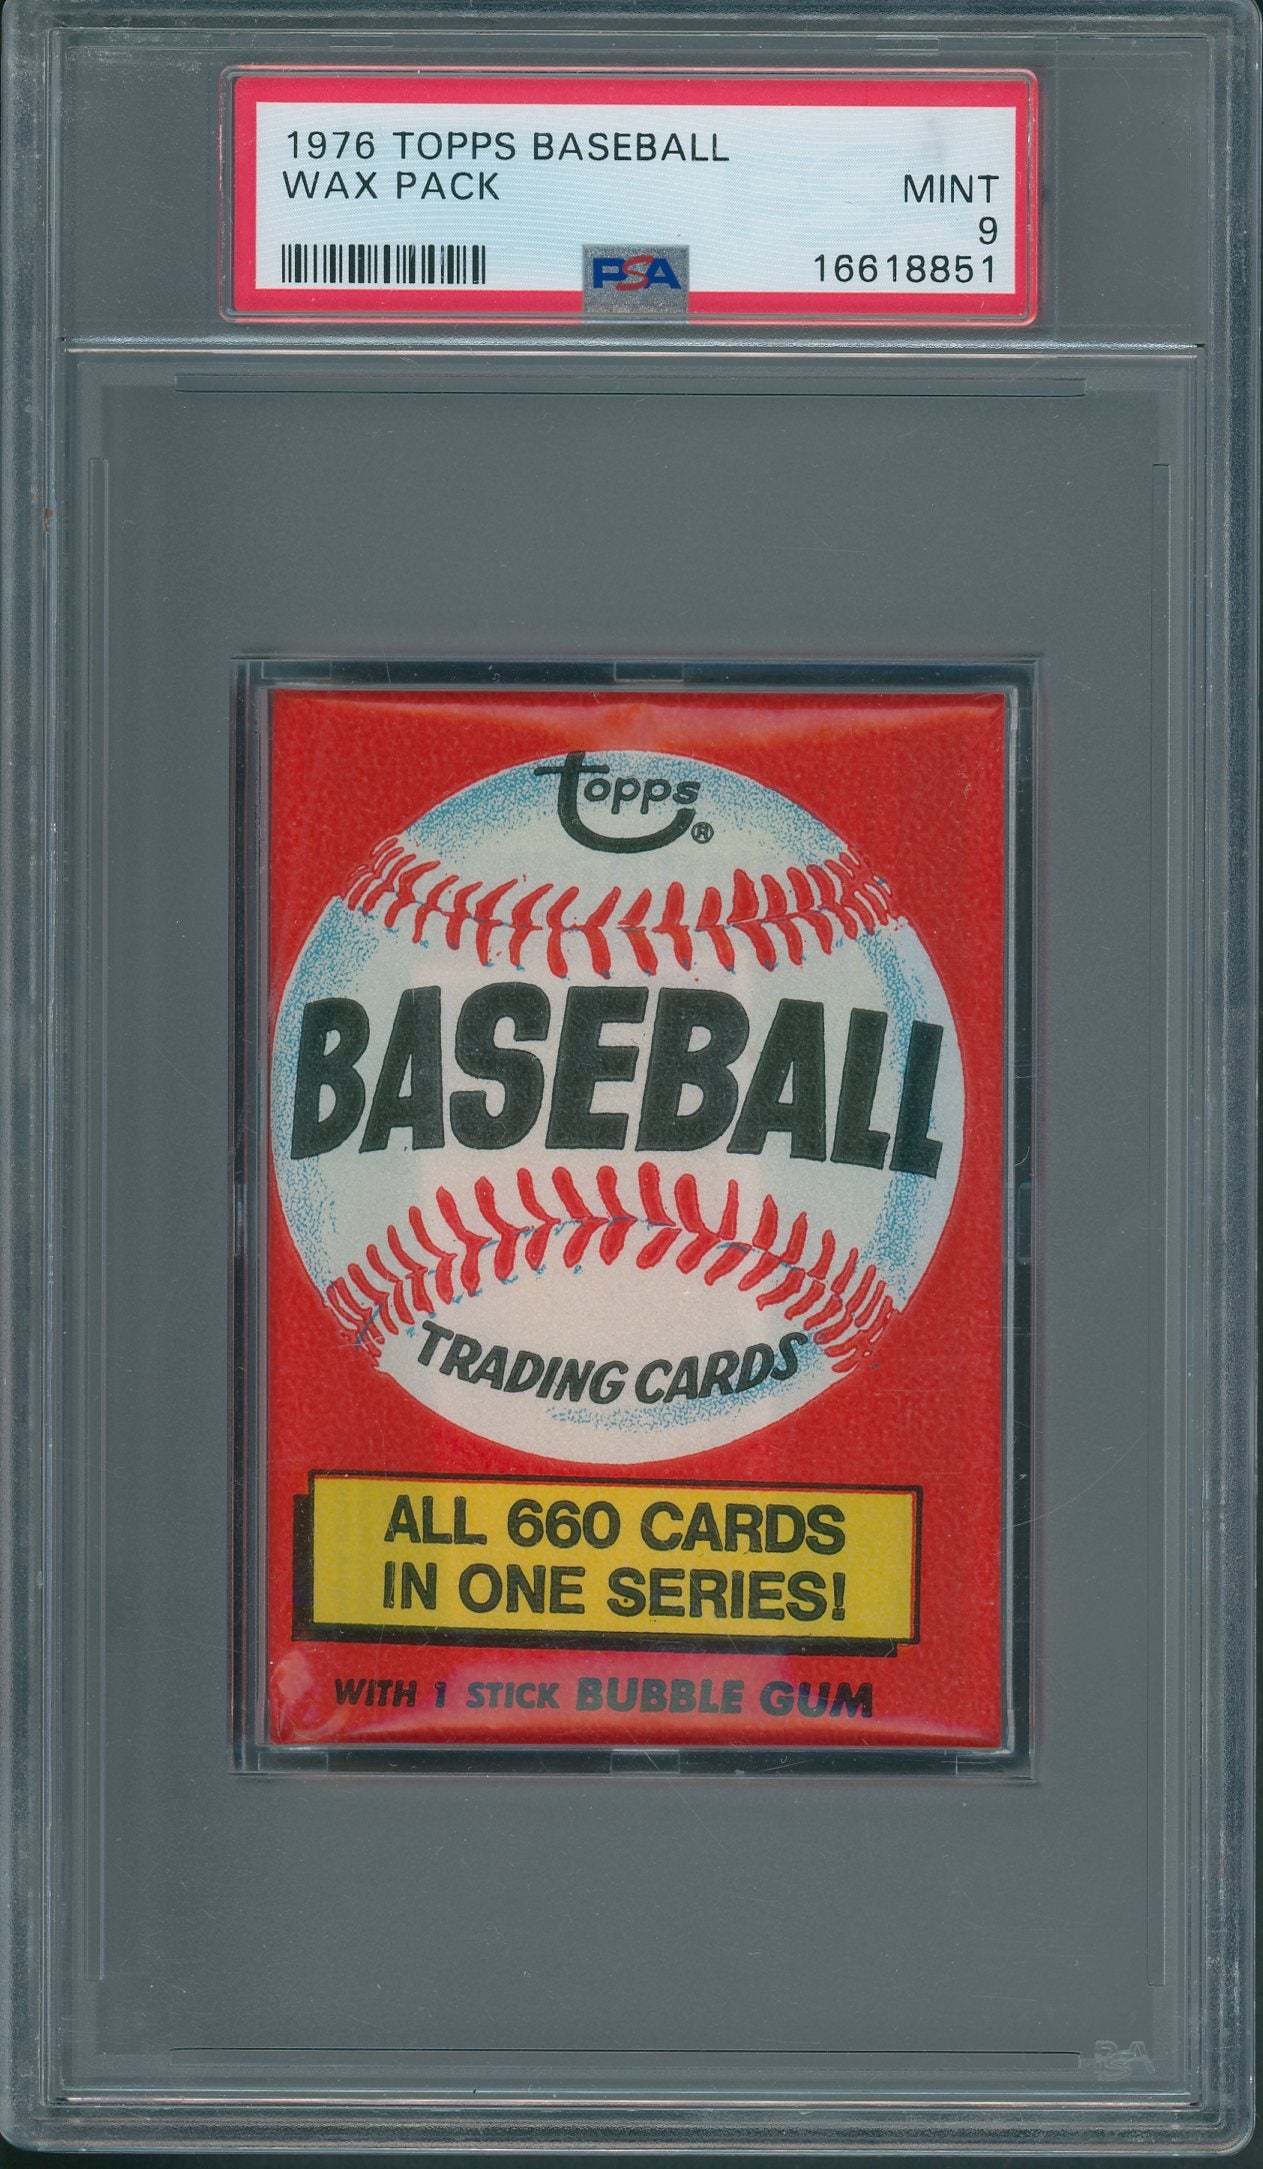 1976 TOPPS BASEBALL
WAX PACK
MINT
9
PSA
16618851
topps®
BASEBALL
TRADING CARDS
ALL 660 CARDS
IN ONE SERIES!
WITH 1 STICK BUBBLE GUM
PSA